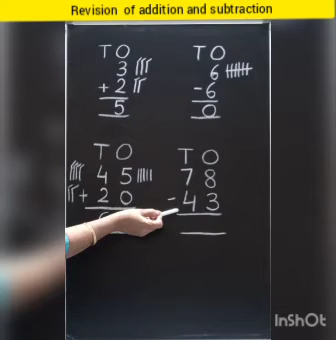 Revision of addition and subtraction
T O
3
+ 2
5
T O
6
- 6
0
T O
4 5
+ 2 0
T O
7 8
- 4 3
InShOt